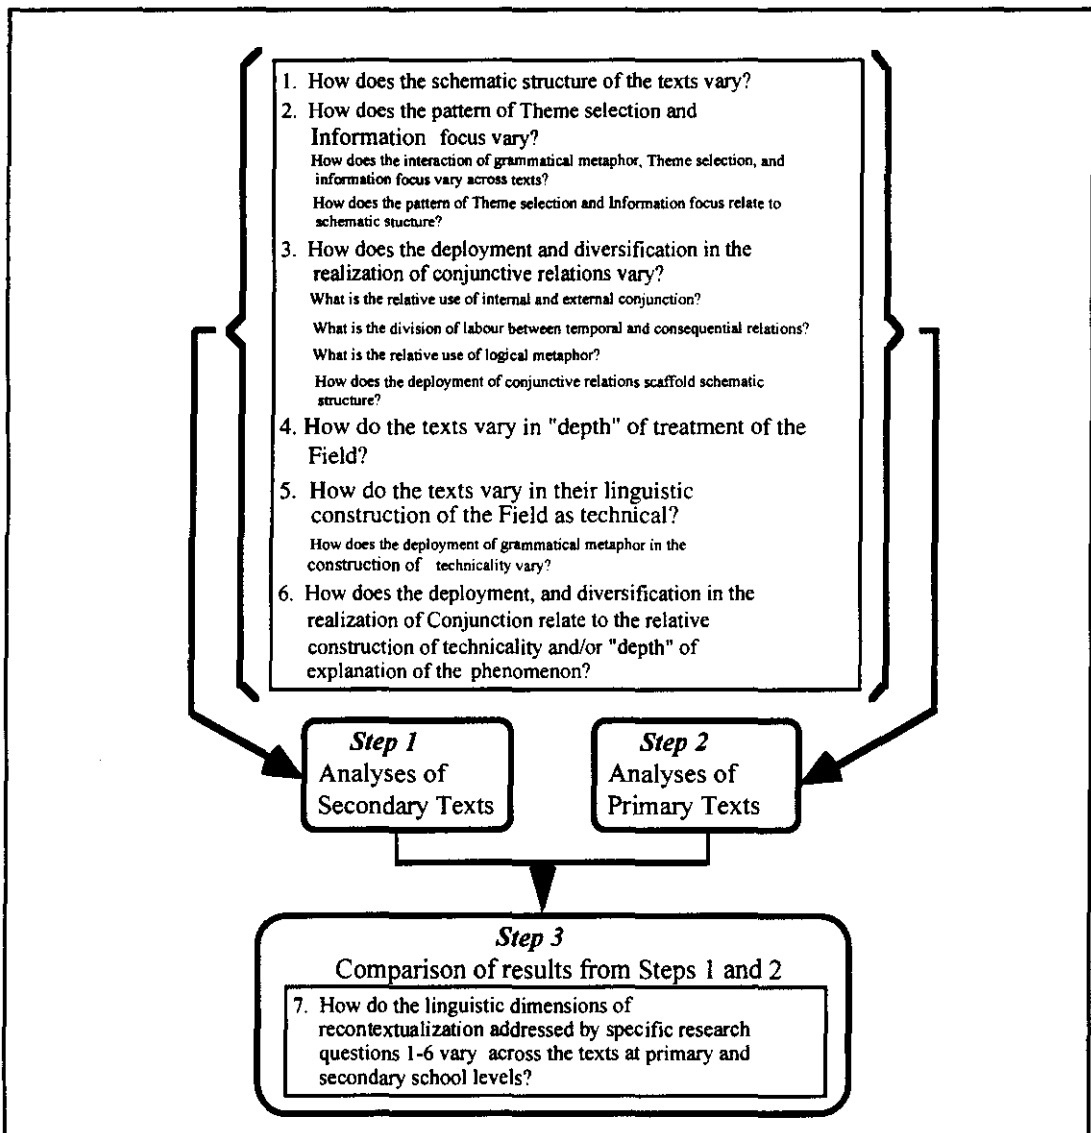 1. How does the schematic structure of the texts vary?
2. How does the pattern of Theme selection and
Information focus vary?
How does the interaction of grammatical metaphor, Theme selection, and
information focus vary across texts?
How does the pattern of Theme selection and Information focus relate to
schematic stucture?
3. How does the deployment and diversification in the
realization of conjunctive relations vary?
What is the relative use of internal and external conjunction?
What is the division of labour between temporal and consequential relations?
What is the relative use of logical metaphor?
How does the deployment of conjunctive relations scaffold schematic
structure?
4. How do the texts vary in "depth" of treatment of the
Field?
5. How do the texts vary in their linguistic
construction of the Field as technical?
How does the deployment of grammatical metaphor in the
construction of technicality vary?
6. How does the deployment, and diversification in the
realization of Conjunction relate to the relative
construction of technicality and/or "depth" of
explanation of the phenomenon?
Step 1
Analyses of
Secondary Texts
Step 2
Analyses of
Primary Texts
Step 3
Comparison of results from Steps 1 and 2
7. How do the linguistic dimensions of
recontextualization addressed by specific research
questions 1-6 vary across the texts at primary and
secondary school levels?